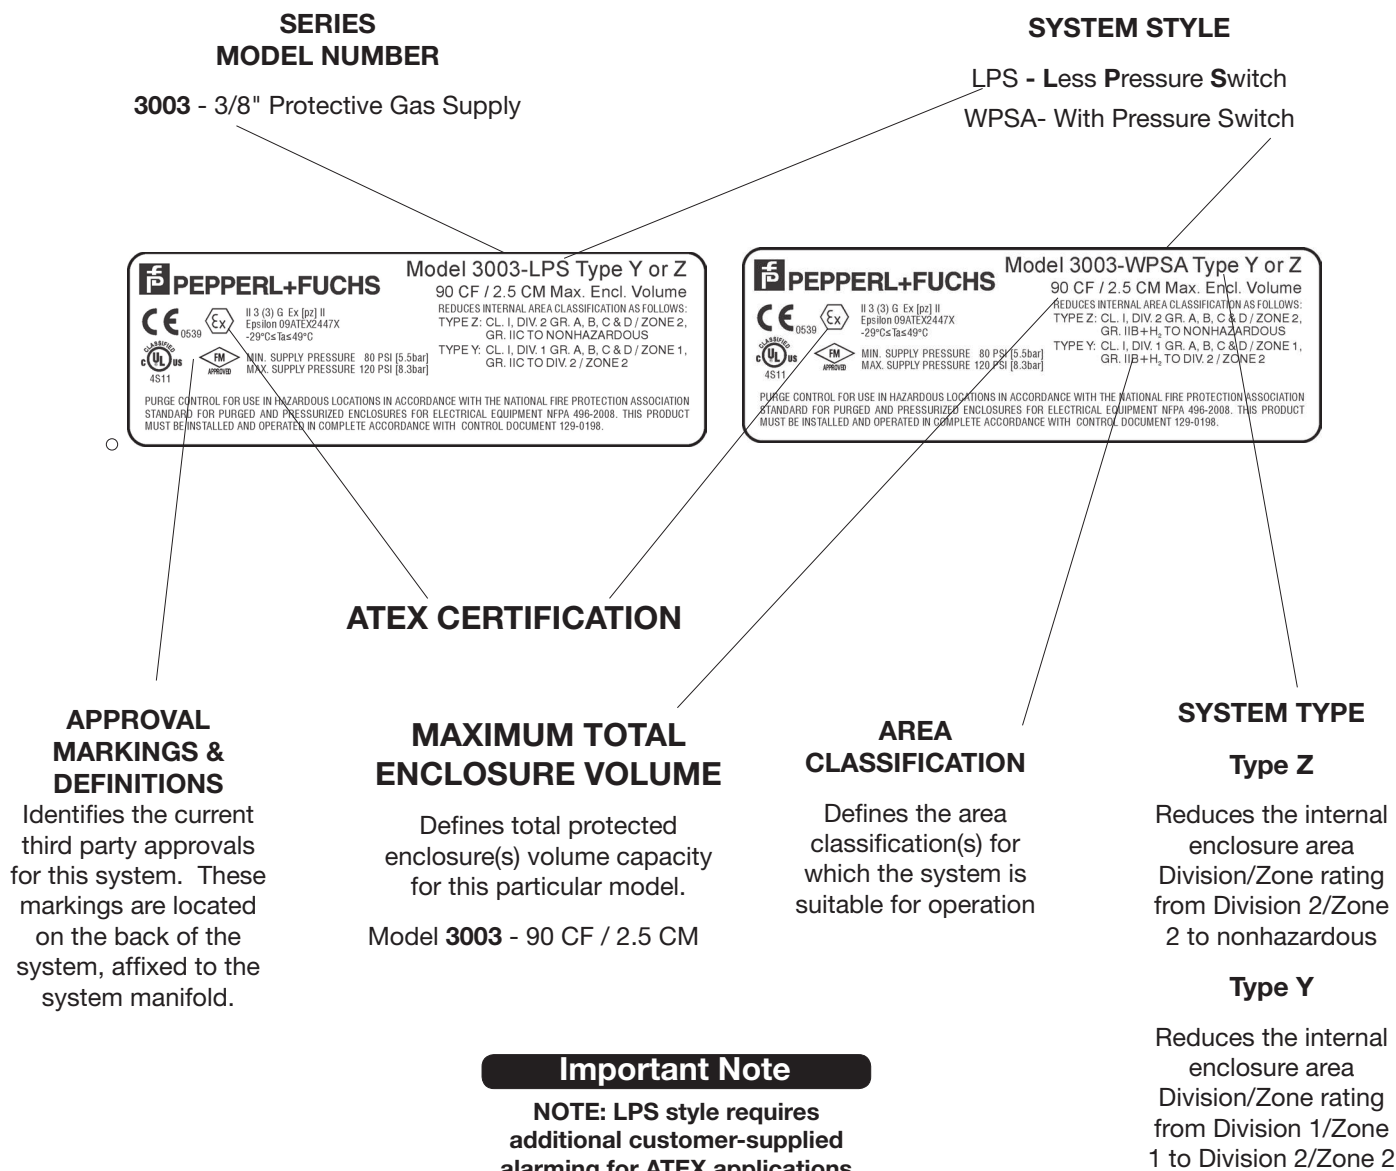 SERIES
MODEL NUMBER
3003 - 3/8" Protective Gas Supply
SYSTEM STYLE
LPS - Less Pressure Switch
WPSA- With Pressure Switch
PEPPERL+FUCHS
Model 3003-LPS Type Y or Z
90 CF / 2.5 CM Max. Encl. Volume
REDUCES INTERNAL AREA CLASSIFICATION AS FOLLOWS:
TYPE Z: CL. I, DIV. 2 GR. A, B, C & D / ZONE 2,
GR. IIC TO NONHAZARDOUS
TYPE Y: CL. I, DIV. 1 GR. A, B, C & D / ZONE 1,
GR. IIC TO DIV. 2 / ZONE 2
CE 0539
Ex
II 3 (3) G Ex [pz] II
Epsilon 09ATEX2447X
-29°C≤Ta≤49°C
CLASSIFIED
C UL US
4S11
FM
APPROVED
MIN. SUPPLY PRESSURE 80 PSI [5.5bar]
MAX. SUPPLY PRESSURE 120 PSI [8.3bar]
PURGE CONTROL FOR USE IN HAZARDOUS LOCATIONS IN ACCORDANCE WITH THE NATIONAL FIRE PROTECTION ASSOCIATION
STANDARD FOR PURGED AND PRESSURIZED ENCLOSURES FOR ELECTRICAL EQUIPMENT NFPA 496-2008. THIS PRODUCT
MUST BE INSTALLED AND OPERATED IN COMPLETE ACCORDANCE WITH CONTROL DOCUMENT 129-0198.
PEPPERL+FUCHS
Model 3003-WPSA Type Y or Z
90 CF / 2.5 CM Max. Encl. Volume
REDUCES INTERNAL AREA CLASSIFICATION AS FOLLOWS:
TYPE Z: CL. I, DIV. 2 GR. A, B, C & D / ZONE 2,
GR. IIB+H₂ TO NONHAZARDOUS
TYPE Y: CL. I, DIV. 1 GR. A, B, C & D / ZONE 1,
GR. IIB+H₂ TO DIV. 2 / ZONE 2
CE 0539
Ex
II 3 (3) G Ex [pz] II
Epsilon 09ATEX2447X
-29°C≤Ta≤49°C
CLASSIFIED
C UL US
4S11
FM
APPROVED
MIN. SUPPLY PRESSURE 80 PSI [5.5bar]
MAX. SUPPLY PRESSURE 120 PSI [8.3bar]
PURGE CONTROL FOR USE IN HAZARDOUS LOCATIONS IN ACCORDANCE WITH THE NATIONAL FIRE PROTECTION ASSOCIATION
STANDARD FOR PURGED AND PRESSURIZED ENCLOSURES FOR ELECTRICAL EQUIPMENT NFPA 496-2008. THIS PRODUCT
MUST BE INSTALLED AND OPERATED IN COMPLETE ACCORDANCE WITH CONTROL DOCUMENT 129-0198.
ATEX CERTIFICATION
APPROVAL
MARKINGS &
DEFINITIONS
Identifies the current
third party approvals
for this system. These
markings are located
on the back of the
system, affixed to the
system manifold.
MAXIMUM TOTAL
ENCLOSURE VOLUME
Defines total protected
enclosure(s) volume capacity
for this particular model.
Model 3003 - 90 CF / 2.5 CM
AREA
CLASSIFICATION
Defines the area
classification(s) for
which the system is
suitable for operation
SYSTEM TYPE
Type Z
Reduces the internal
enclosure area
Division/Zone rating
from Division 2/Zone
2 to nonhazardous
Type Y
Reduces the internal
enclosure area
Division/Zone rating
from Division 1/Zone
1 to Division 2/Zone 2
Important Note
NOTE: LPS style requires
additional customer-supplied
alarming for ATEX applications